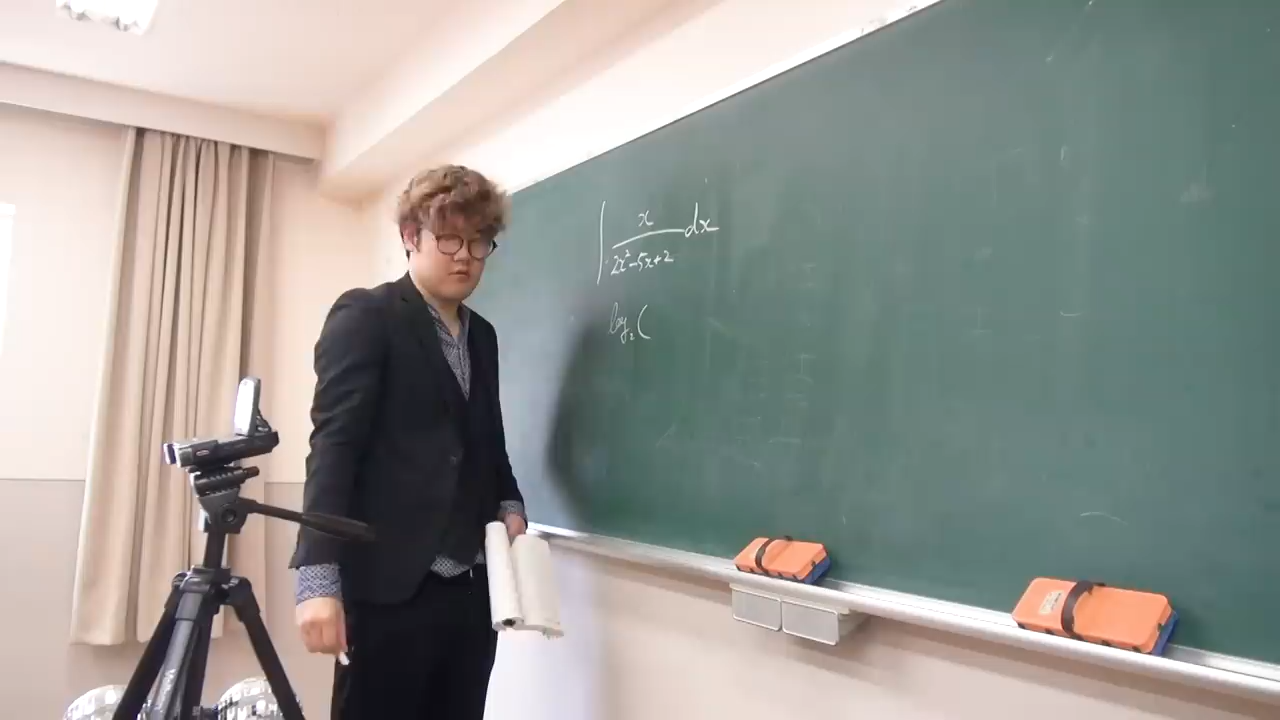 ∫ x/(2x²-5x+2) dx
log₂(